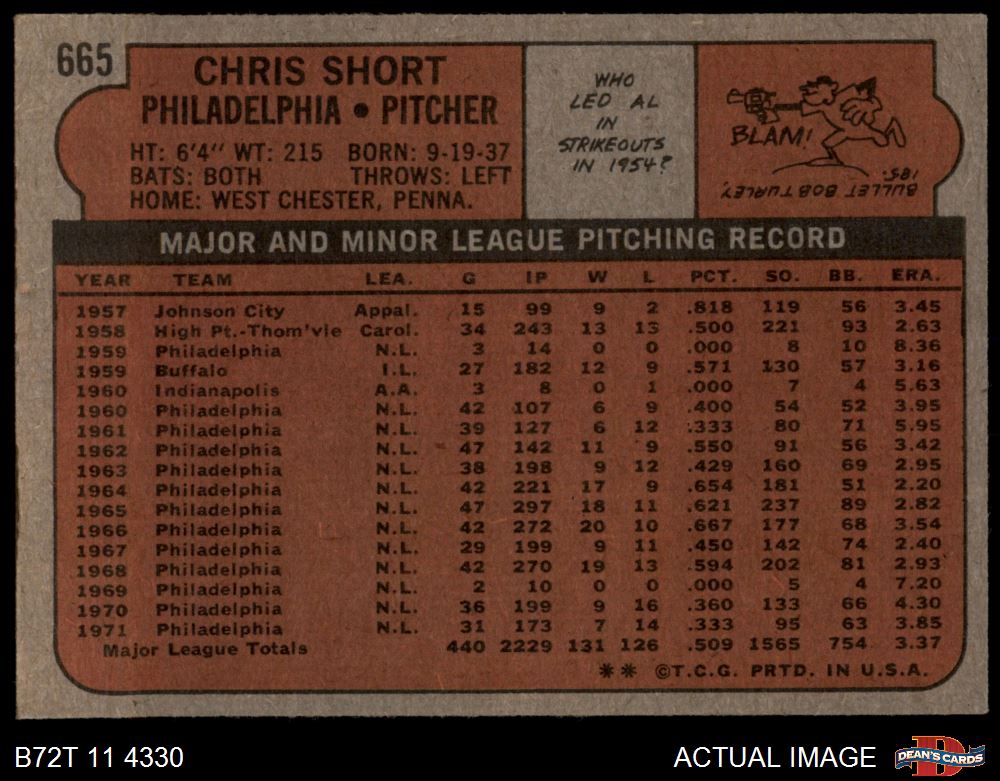 665
CHRIS SHORT
PHILADELPHIA • PITCHER
HT: 6'4" WT: 215 BORN: 9-19-37
BATS: BOTH THROWS: LEFT
HOME: WEST CHESTER, PENNA.
WHO
LED AL
IN
STRIKEOUTS
IN 1954?
BLAM!
BULLET BOB TURLEY,
185.
MAJOR AND MINOR LEAGUE PITCHING RECORD
YEAR TEAM LEA. G IP W L PCT. SO. BB. ERA.
1957 Johnson City Appal. 15 99 9 2 .818 119 56 3.45
1958 High Pt.-Thom'vle Carol. 34 243 13 13 .500 221 93 2.63
1959 Philadelphia N.L. 3 14 0 0 .000 8 10 8.36
1959 Buffalo I.L. 27 182 12 9 .571 130 57 3.16
1960 Indianapolis A.A. 3 8 0 1 .000 7 4 5.63
1960 Philadelphia N.L. 42 107 6 9 .400 54 52 3.95
1961 Philadelphia N.L. 39 127 6 12 .333 80 71 5.95
1962 Philadelphia N.L. 47 142 11 9 .550 91 56 3.42
1963 Philadelphia N.L. 38 198 9 12 .429 160 69 2.95
1964 Philadelphia N.L. 42 221 17 9 .654 181 51 2.20
1965 Philadelphia N.L. 47 297 18 11 .621 237 89 2.82
1966 Philadelphia N.L. 42 272 20 10 .667 177 68 3.54
1967 Philadelphia N.L. 29 199 9 11 .450 142 74 2.40
1968 Philadelphia N.L. 42 270 19 13 .594 202 81 2.93
1969 Philadelphia N.L. 2 10 0 0 .000 5 4 7.20
1970 Philadelphia N.L. 36 199 9 16 .360 133 66 4.30
1971 Philadelphia N.L. 31 173 7 14 .333 95 63 3.85
Major League Totals 440 2229 131 126 .509 1565 754 3.37
** ©T.C.G. PRTD. IN U.S.A.
B72T 11 4330 ACTUAL IMAGE D DEAN'S CARDS